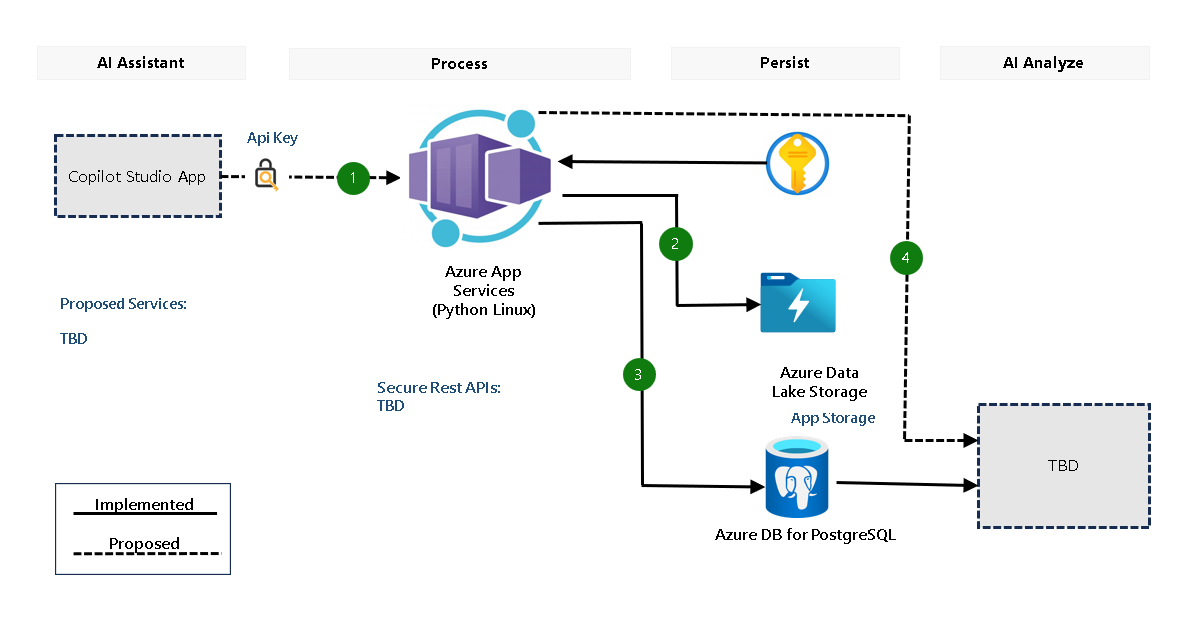 AI Assistant
Process
Persist
AI Analyze
Api Key
Copilot Studio App
1
2
4
Azure App
Services
(Python Linux)
Proposed Services:
TBD
3
Secure Rest APIs:
TBD
Azure Data
Lake Storage
App Storage
TBD
Implemented
Proposed
Azure DB for PostgreSQL